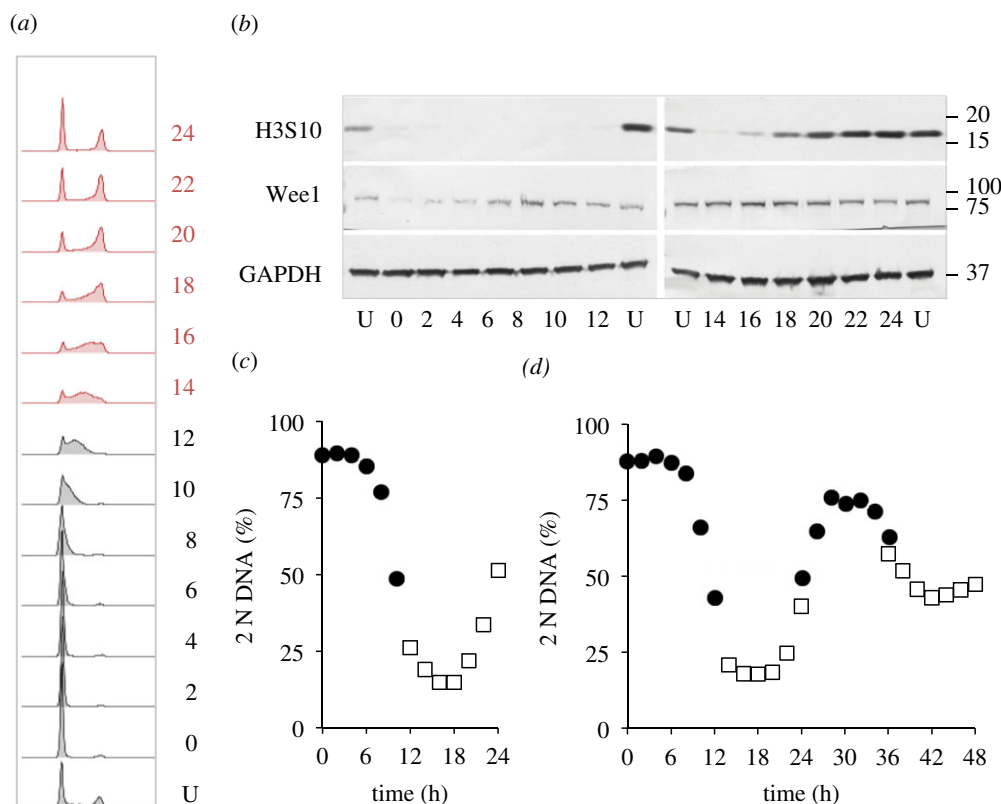 (a)
24
22
20
18
16
14
12
10
8
6
4
2
0
U
(b)
H3S10
Wee1
GAPDH
20
15
100
75
37
U 0 2 4 6 8 10 12 U U 14 16 18 20 22 24 U
(c)
2 N DNA (%)
100
75
50
25
0
0 6 12 18 24
time (h)
(d)
2 N DNA (%)
100
75
50
25
0
0 6 12 18 24 30 36 42 48
time (h)